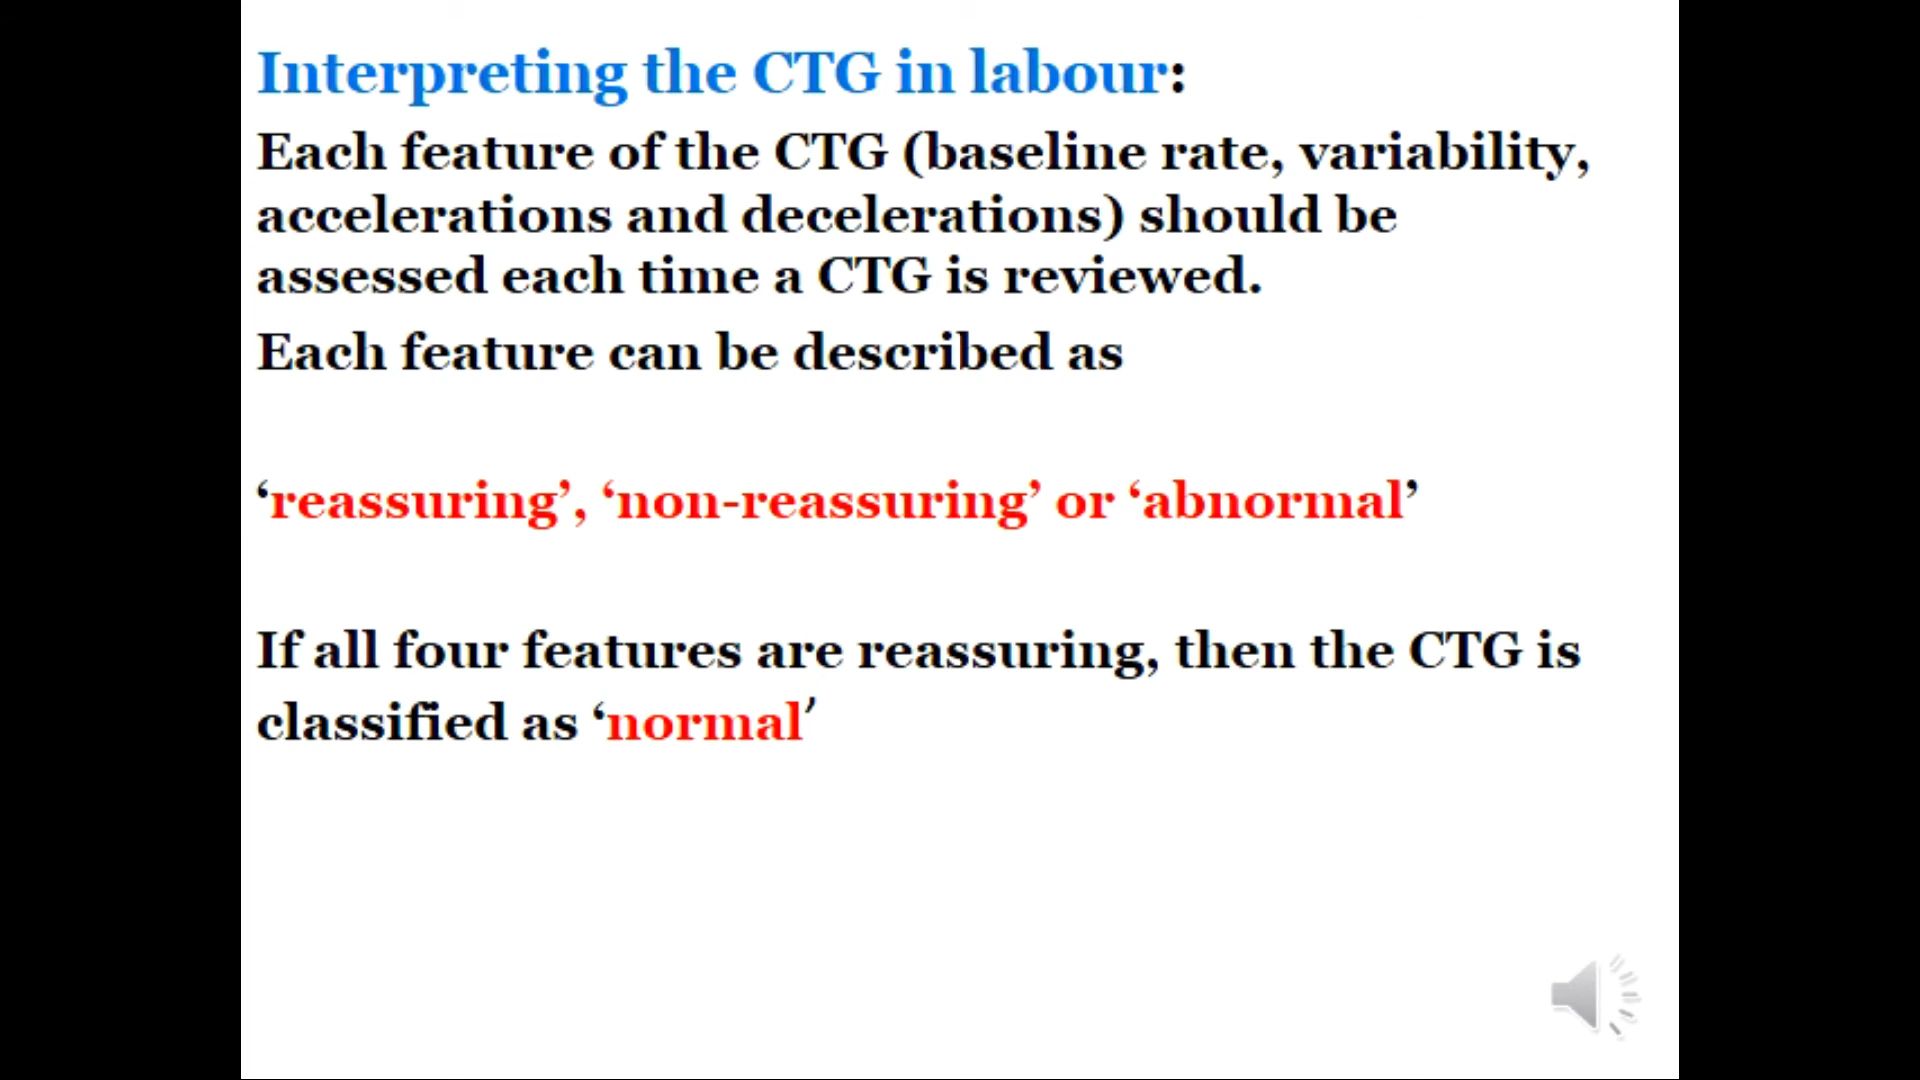 Interpreting the CTG in labour:
Each feature of the CTG (baseline rate, variability,
accelerations and decelerations) should be
assessed each time a CTG is reviewed.
Each feature can be described as
‘reassuring’, ‘non-reassuring’ or ‘abnormal’
If all four features are reassuring, then the CTG is
classified as ‘normal’